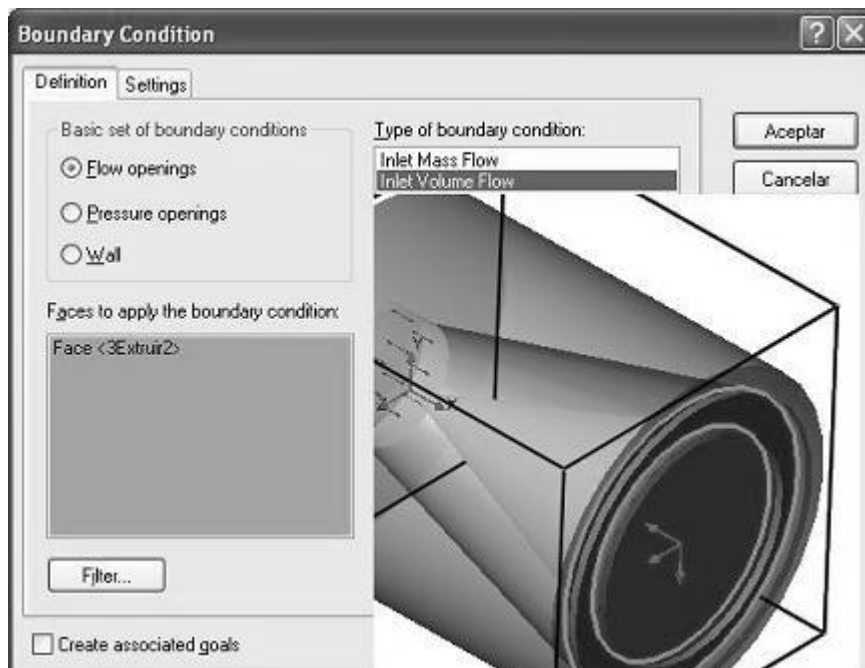 Boundary Condition
Definition
Settings
Basic set of boundary conditions
Flow openings
Pressure openings
Wall
Type of boundary condition:
Inlet Mass Flow
Inlet Volume Flow
Aceptar
Cancelar
Faces to apply the boundary condition:
Face <3Extruir2>
Filter...
Create associated goals